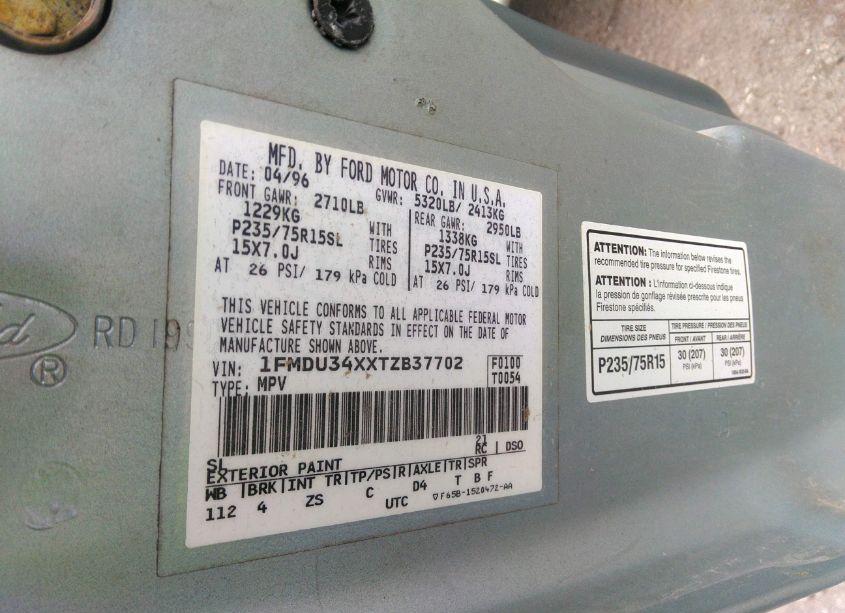 MFD. BY FORD MOTOR CO. IN U.S.A.
DATE: 04/96 GVWR: 5320LB/ 2413KG
FRONT GAWR: 2710LB REAR GAWR: 2950LB
1229KG WITH 1338KG WITH
P235/75R15SL TIRES P235/75R15SL TIRES
15X7.0J RIMS 15X7.0J RIMS
AT 26 PSI/ 179 kPa COLD AT 26 PSI/ 179 kPa COLD
THIS VEHICLE CONFORMS TO ALL APPLICABLE FEDERAL MOTOR
VEHICLE SAFETY STANDARDS IN EFFECT ON THE DATE OF
MANUFACTURE SHOWN ABOVE.
VIN: 1FMDU34XXTZB37702 F0100
TYPE: MPV T0054
21
SL RC DSO
EXTERIOR PAINT
WB BRK INT TR TP/PS R AXLE TR SPR
112 4 ZS C D4 T B F
UTC F65B-1520472-AA
® RD 199
ATTENTION: The information below revises the
recommended tire pressure for specified Firestone tires.
ATTENTION : L'information ci-dessous indique
la pression de gonflage révisée prescrite pour les pneus
Firestone spécifiés.
TIRE SIZE TIRE PRESSURE / PRESSION DES PNEUS
DIMENSIONS DES PNEUS FRONT / AVANT REAR / ARRIÈRE
P235/75R15 30 (207) 30 (207)
PSI (kPa) PSI (kPa)